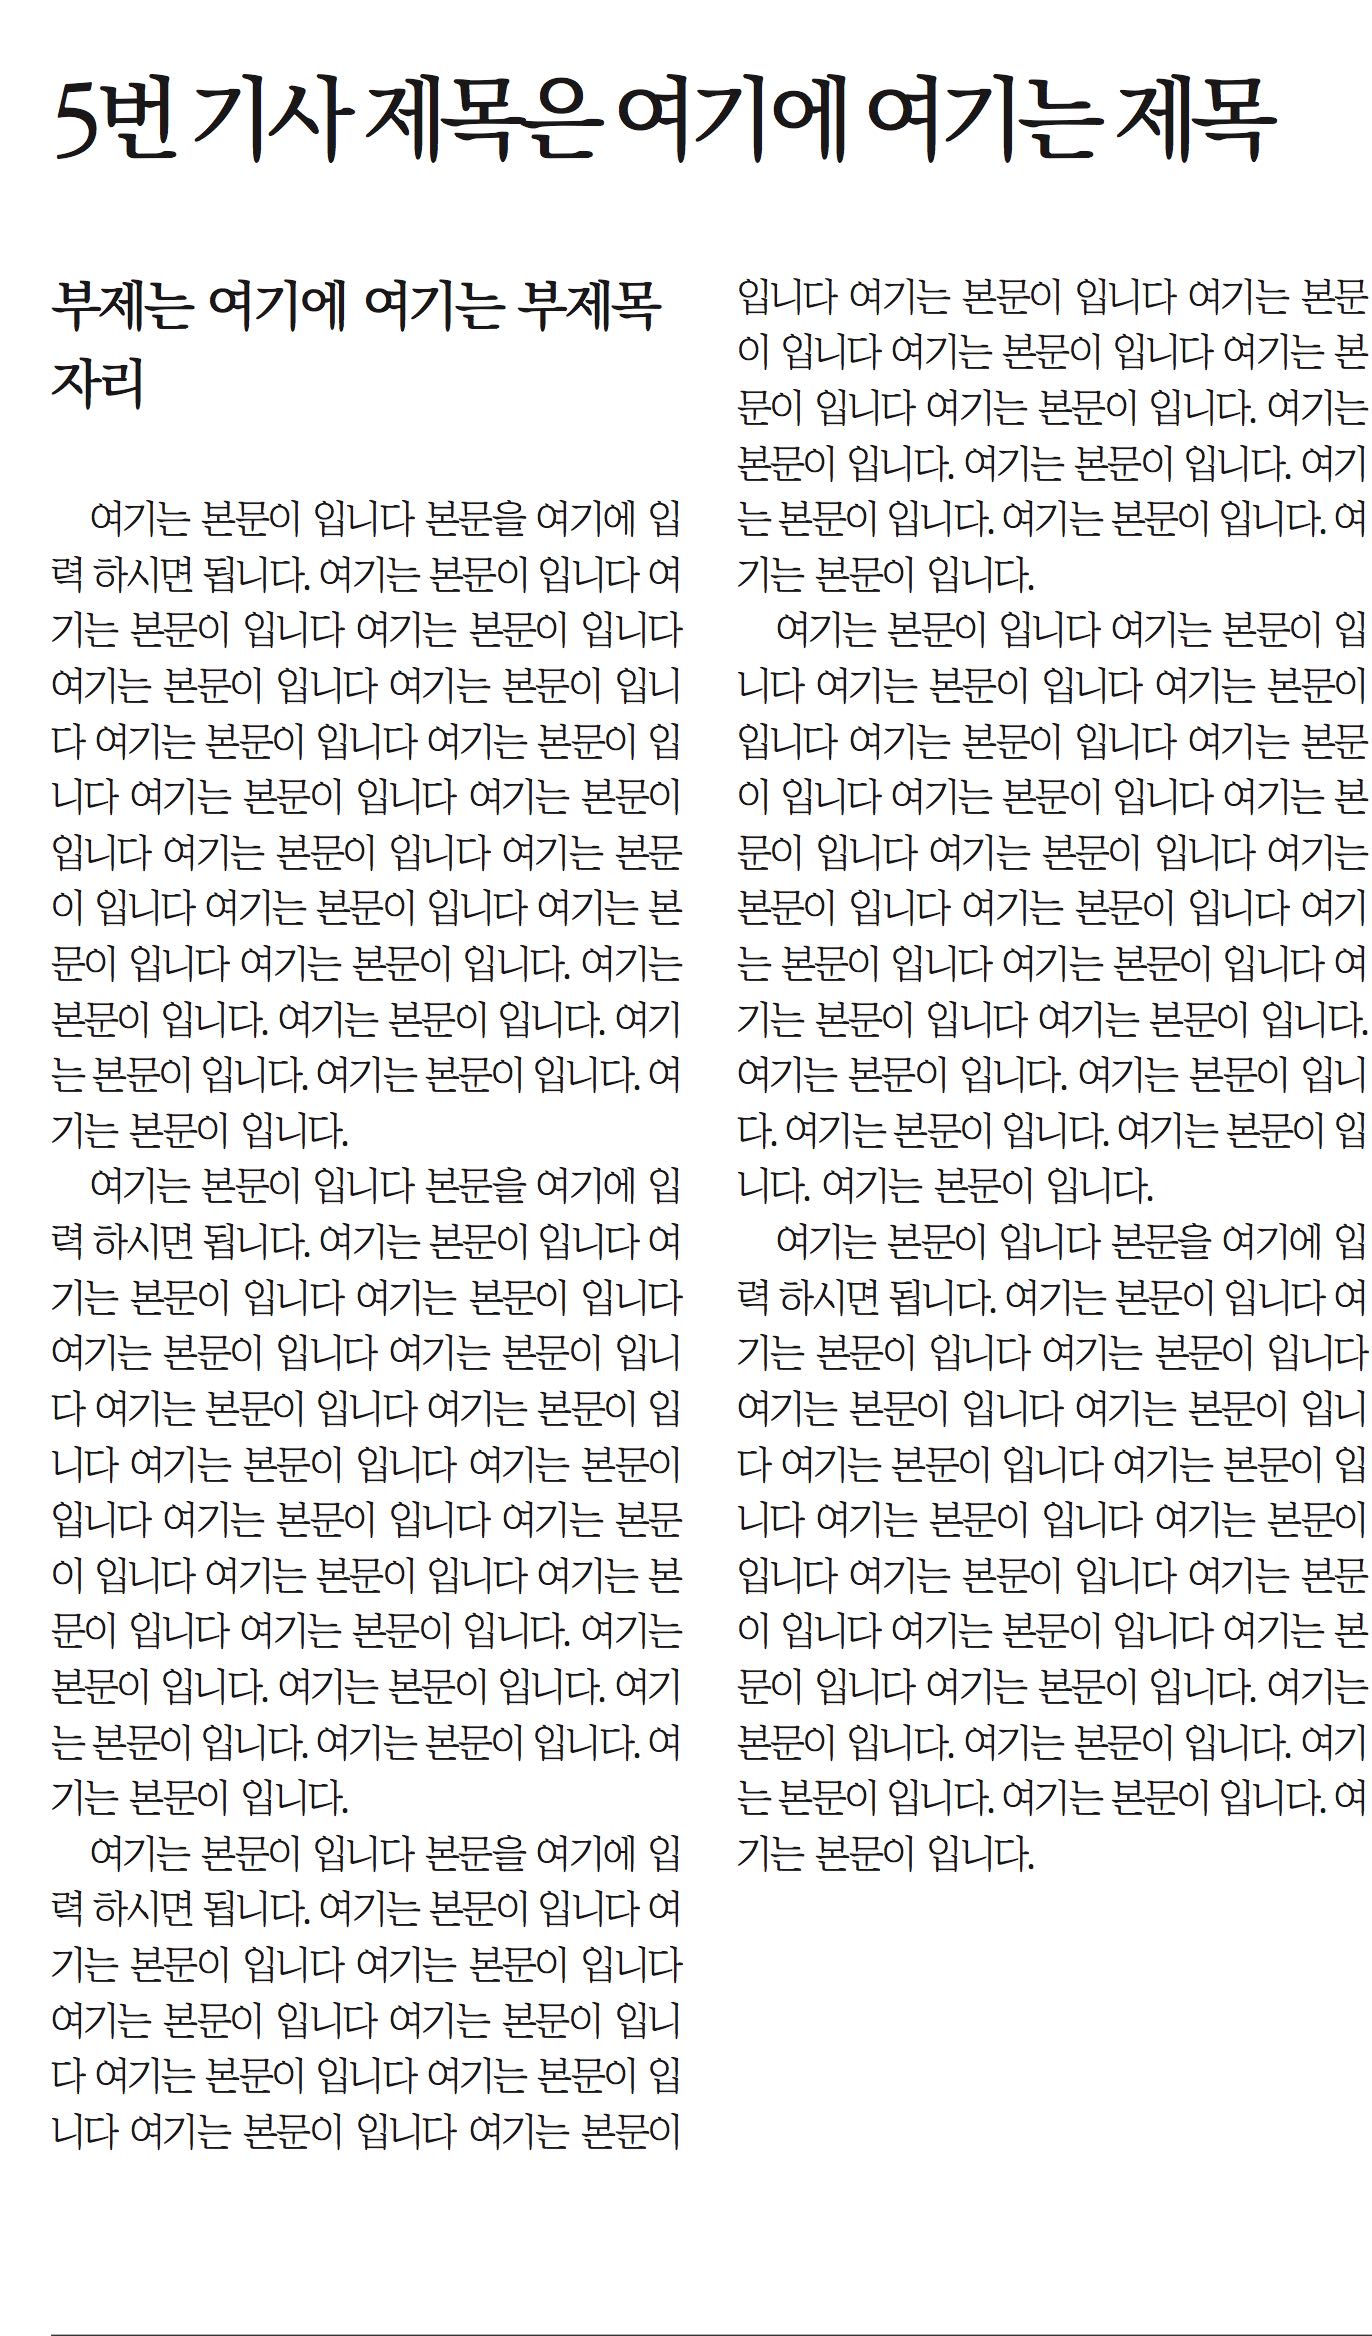 5번 기사 제목은 여기에 여기는 제목
부제는 여기에 여기는 부제목
자리
여기는 본문이 입니다 본문을 여기에 입
력 하시면 됩니다. 여기는 본문이 입니다 여
기는 본문이 입니다 여기는 본문이 입니다
여기는 본문이 입니다 여기는 본문이 입니
다 여기는 본문이 입니다 여기는 본문이 입
니다 여기는 본문이 입니다 여기는 본문이
입니다 여기는 본문이 입니다 여기는 본문
이 입니다 여기는 본문이 입니다 여기는 본
문이 입니다 여기는 본문이 입니다. 여기는
본문이 입니다. 여기는 본문이 입니다. 여기
는 본문이 입니다. 여기는 본문이 입니다. 여
기는 본문이 입니다.
여기는 본문이 입니다 본문을 여기에 입
력 하시면 됩니다. 여기는 본문이 입니다 여
기는 본문이 입니다 여기는 본문이 입니다
여기는 본문이 입니다 여기는 본문이 입니
다 여기는 본문이 입니다 여기는 본문이 입
니다 여기는 본문이 입니다 여기는 본문이
입니다 여기는 본문이 입니다 여기는 본문
이 입니다 여기는 본문이 입니다 여기는 본
문이 입니다 여기는 본문이 입니다. 여기는
본문이 입니다. 여기는 본문이 입니다. 여기
는 본문이 입니다. 여기는 본문이 입니다. 여
기는 본문이 입니다.
여기는 본문이 입니다 본문을 여기에 입
력 하시면 됩니다. 여기는 본문이 입니다 여
기는 본문이 입니다 여기는 본문이 입니다
여기는 본문이 입니다 여기는 본문이 입니
다 여기는 본문이 입니다 여기는 본문이 입
니다 여기는 본문이 입니다 여기는 본문이
입니다 여기는 본문이 입니다 여기는 본문
이 입니다 여기는 본문이 입니다 여기는 본
문이 입니다 여기는 본문이 입니다. 여기는
본문이 입니다. 여기는 본문이 입니다. 여기
는 본문이 입니다. 여기는 본문이 입니다. 여
기는 본문이 입니다.
여기는 본문이 입니다 여기는 본문이 입
니다 여기는 본문이 입니다 여기는 본문이
입니다 여기는 본문이 입니다 여기는 본문
이 입니다 여기는 본문이 입니다 여기는 본
문이 입니다 여기는 본문이 입니다 여기는
본문이 입니다 여기는 본문이 입니다 여기
는 본문이 입니다 여기는 본문이 입니다 여
기는 본문이 입니다 여기는 본문이 입니다.
여기는 본문이 입니다. 여기는 본문이 입니
다. 여기는 본문이 입니다. 여기는 본문이 입
니다. 여기는 본문이 입니다.
여기는 본문이 입니다 본문을 여기에 입
력 하시면 됩니다. 여기는 본문이 입니다 여
기는 본문이 입니다 여기는 본문이 입니다
여기는 본문이 입니다 여기는 본문이 입니
다 여기는 본문이 입니다 여기는 본문이 입
니다 여기는 본문이 입니다 여기는 본문이
입니다 여기는 본문이 입니다 여기는 본문
이 입니다 여기는 본문이 입니다 여기는 본
문이 입니다 여기는 본문이 입니다. 여기는
본문이 입니다. 여기는 본문이 입니다. 여기
는 본문이 입니다. 여기는 본문이 입니다. 여
기는 본문이 입니다.